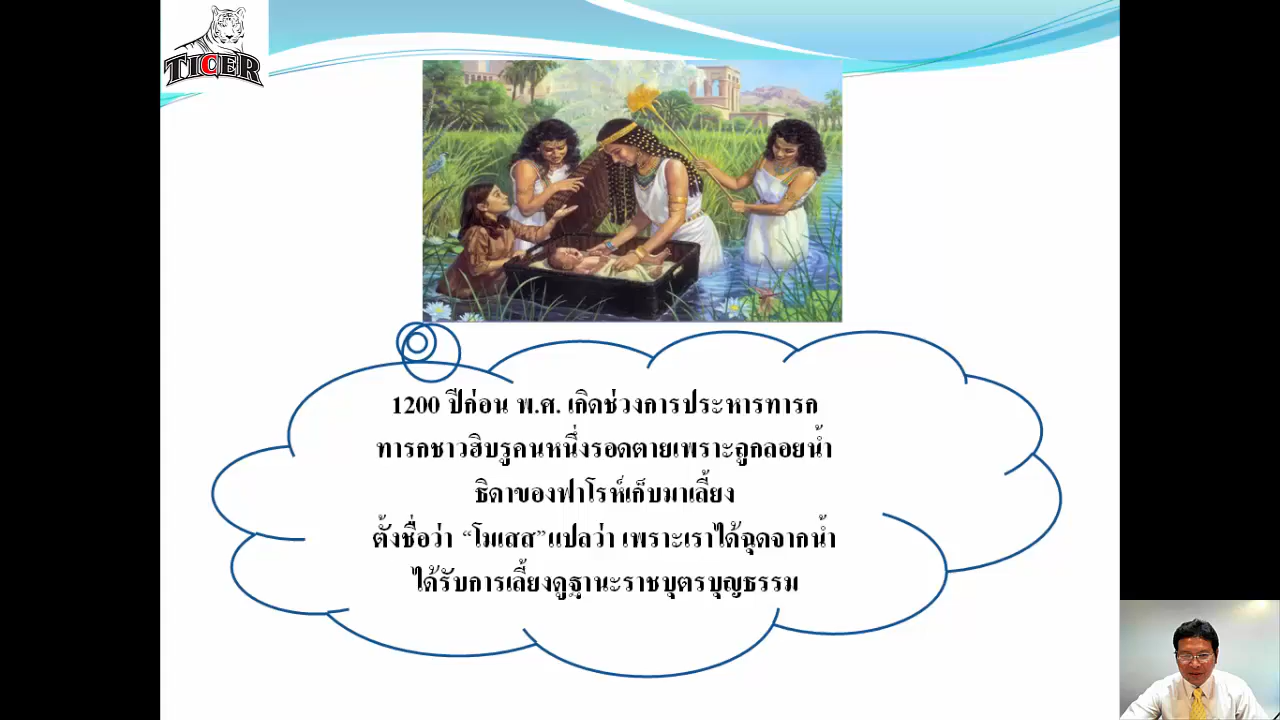 TICER
1200 ปีก่อน พ.ศ. เกิดช่วงการประหารทารก
ทารกชาวฮิบรูคนหนึ่งรอดตายเพราะถูกลอยน้ำ
ธิดาของฟาโรห์เก็บมาเลี้ยง
ตั้งชื่อว่า “โมเสส”แปลว่า เพราะเราได้ฉุดจากน้ำ
ได้รับการเลี้ยงดูฐานะราชบุตรบุญธรรม